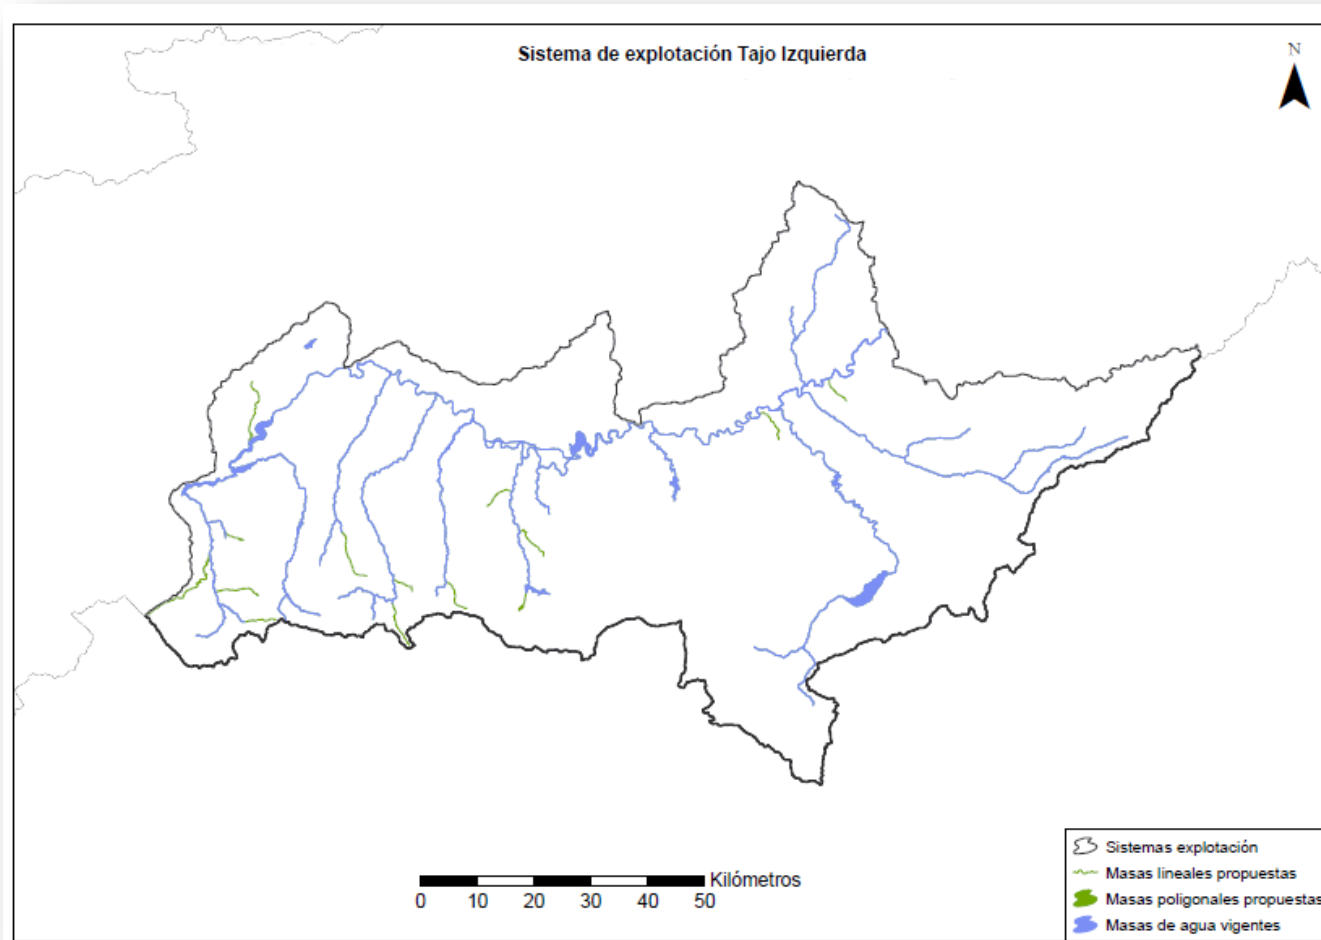 Sistema de explotación Tajo Izquierda
N
Kilómetros
0 10 20 30 40 50
Sistemas explotación
Masas lineales propuestas
Masas poligonales propuestas
Masas de agua vigentes